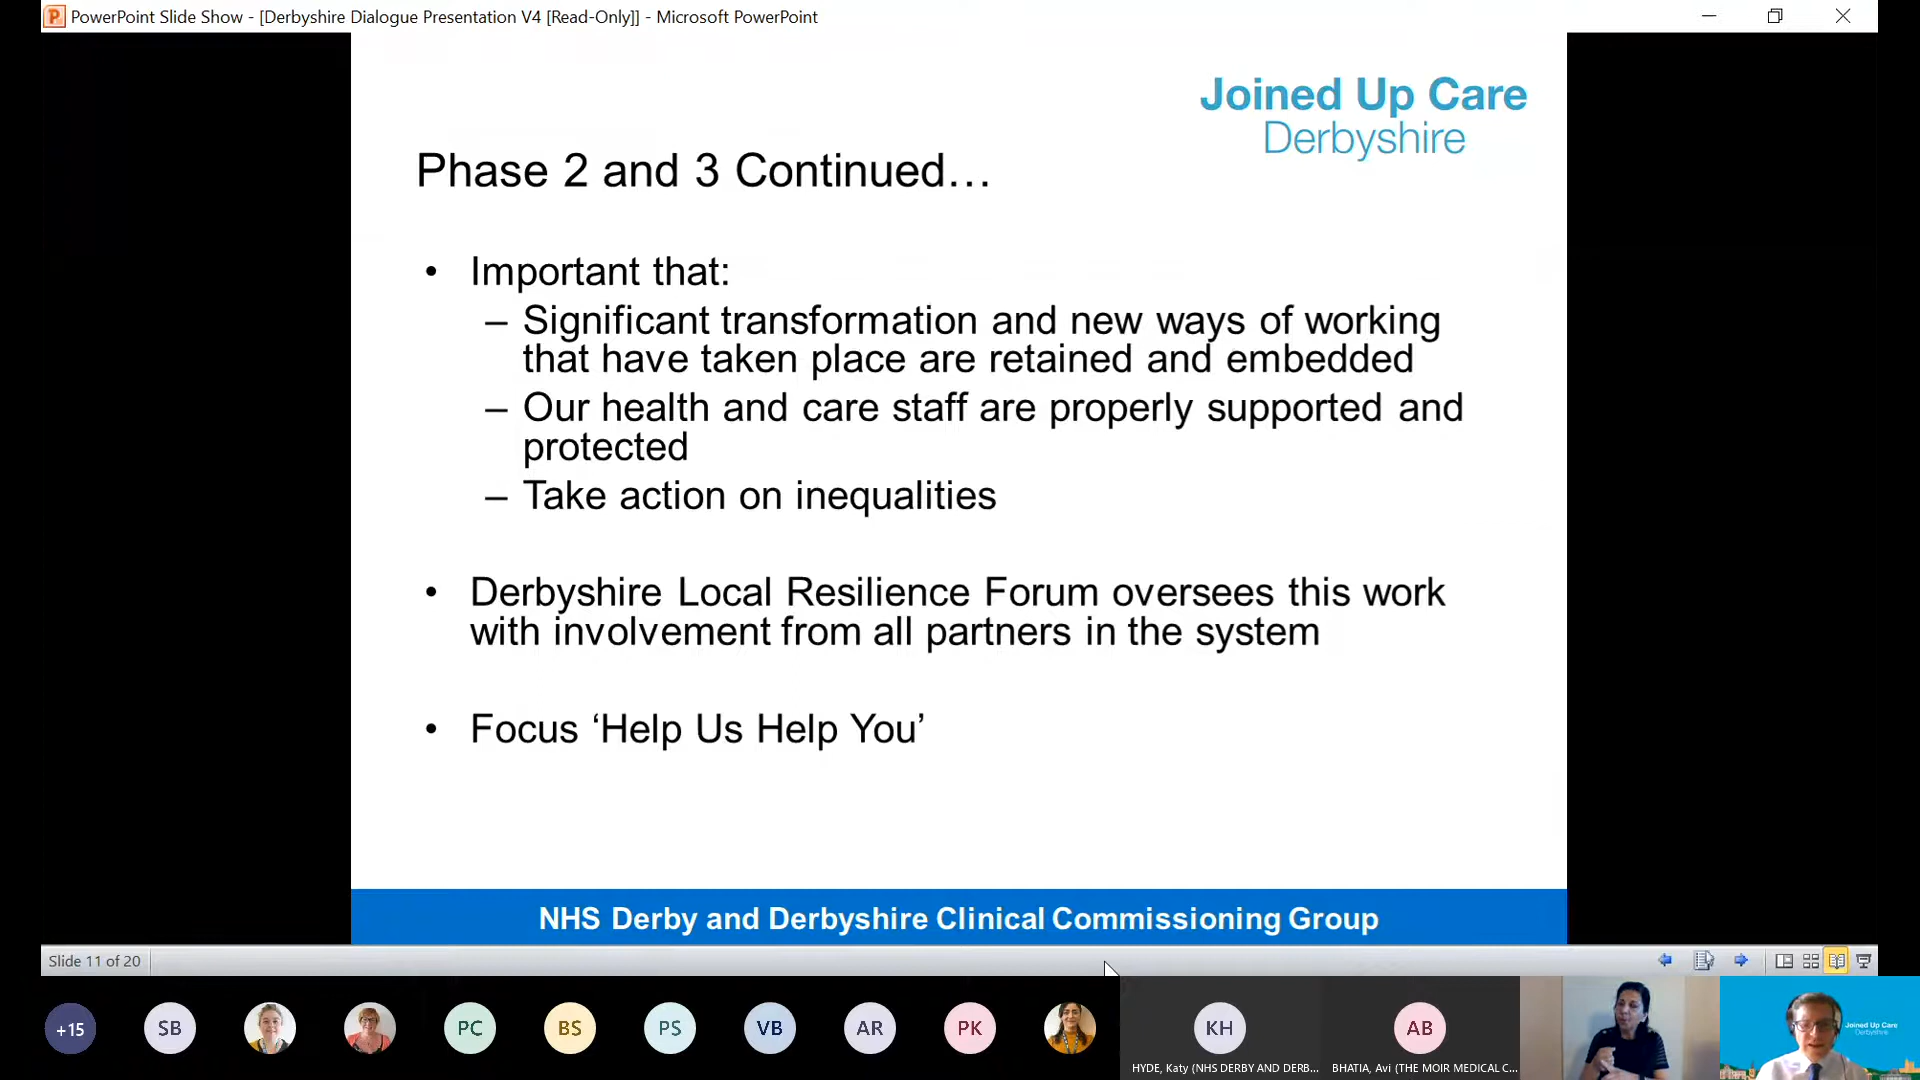 PowerPoint Slide Show - [Derbyshire Dialogue Presentation V4 [Read-Only]] - Microsoft PowerPoint
Joined Up Care
Derbyshire
Phase 2 and 3 Continued…
• Important that:
– Significant transformation and new ways of working
that have taken place are retained and embedded
– Our health and care staff are properly supported and
protected
– Take action on inequalities
• Derbyshire Local Resilience Forum oversees this work
with involvement from all partners in the system
• Focus ‘Help Us Help You’
NHS Derby and Derbyshire Clinical Commissioning Group
Slide 11 of 20
+15
SB
PC
BS
PS
VB
AR
PK
KH
AB
HYDE, Katy (NHS DERBY AND DERB...
BHATIA, Avi (THE MOIR MEDICAL C...
Joined Up Care
Derbyshire